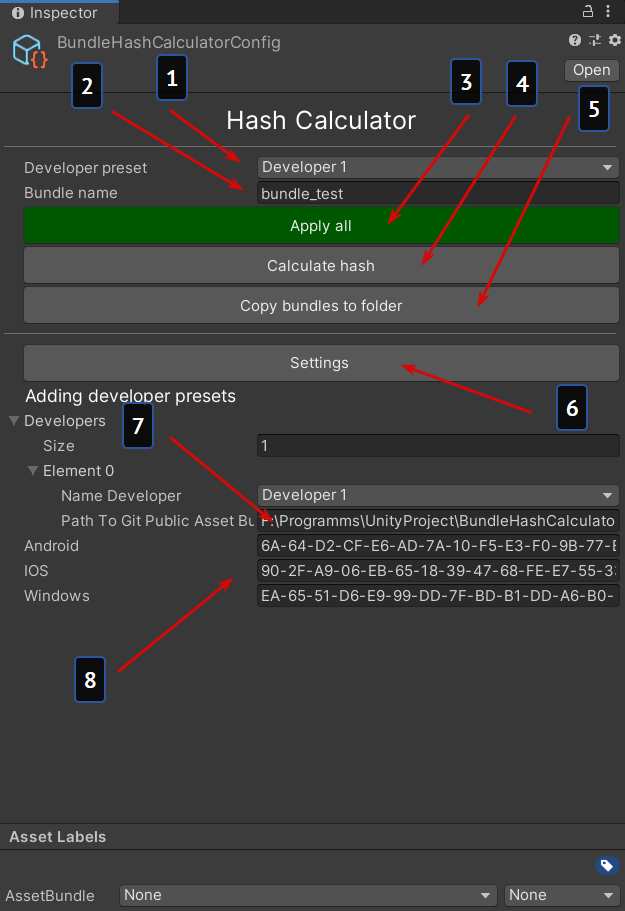 Inspector
BundleHashCalculatorConfig
Open
1
2
3
4
5
Hash Calculator
Developer preset Developer 1
Bundle name bundle_test
Apply all
Calculate hash
Copy bundles to folder
Settings
6
Adding developer presets
7
Developers
Size 1
Element 0
Name Developer Developer 1
Path To Git Public Asset Bu F:\Programms\UnityProject\BundleHashCalculato
Android 6A-64-D2-CF-E6-AD-7A-10-F5-E3-F0-9B-77-
IOS 90-2F-A9-06-EB-65-18-39-47-68-FE-E7-55-3
Windows EA-65-51-D6-E9-99-DD-7F-BD-B1-DD-A6-B0-
8
Asset Labels
AssetBundle None None